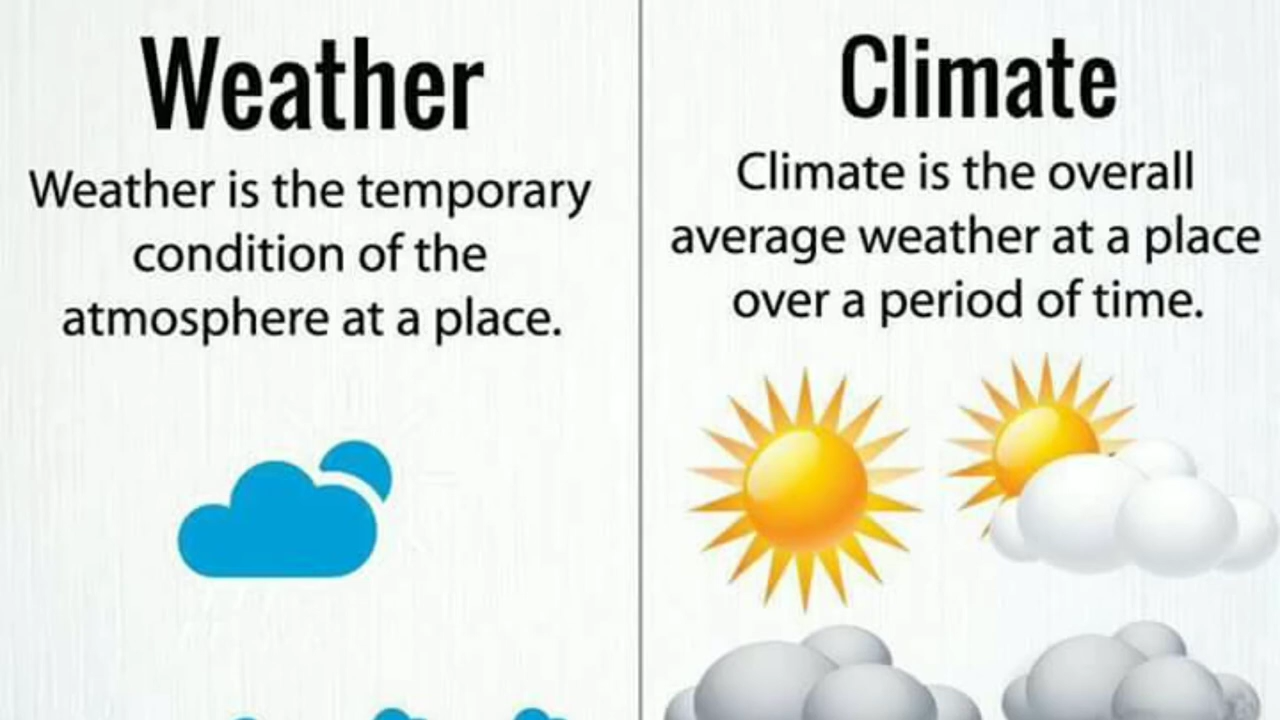 Weather
Weather is the temporary
condition of the
atmosphere at a place.
Climate
Climate is the overall
average weather at a place
over a period of time.